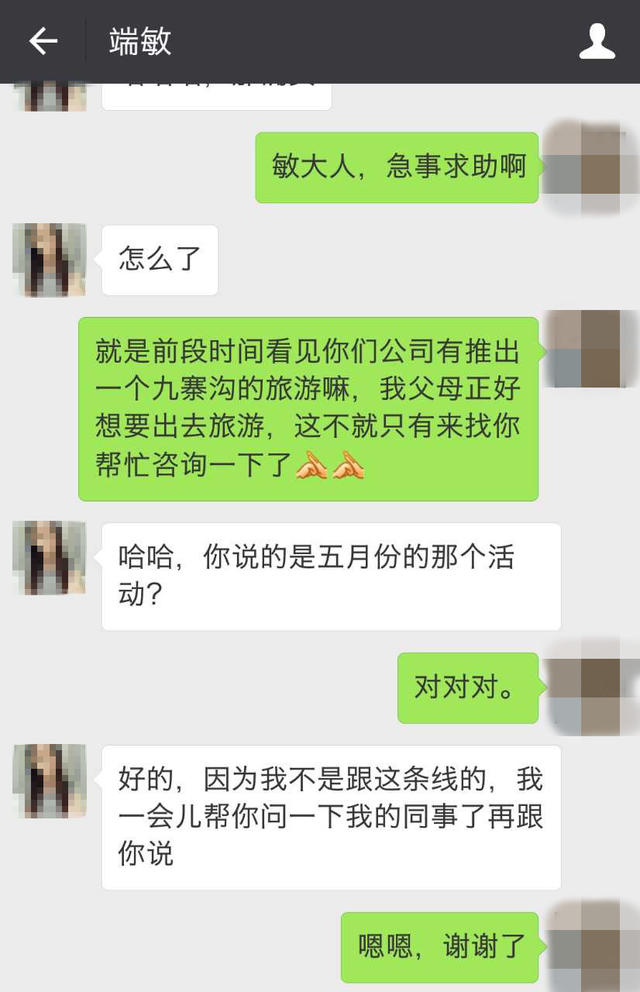 端敏
敏大人，急事求助啊
怎么了
就是前段时间看见你们公司有推出
一个九寨沟的旅游嘛，我父母正好
想要出去旅游，这不就只有来找你
帮忙咨询一下了
哈哈，你说的是五月份的那个活
动？
对对对。
好的，因为我不是跟这条线的，我
一会儿帮你问一下我的同事了再跟
你说
嗯嗯，谢谢了